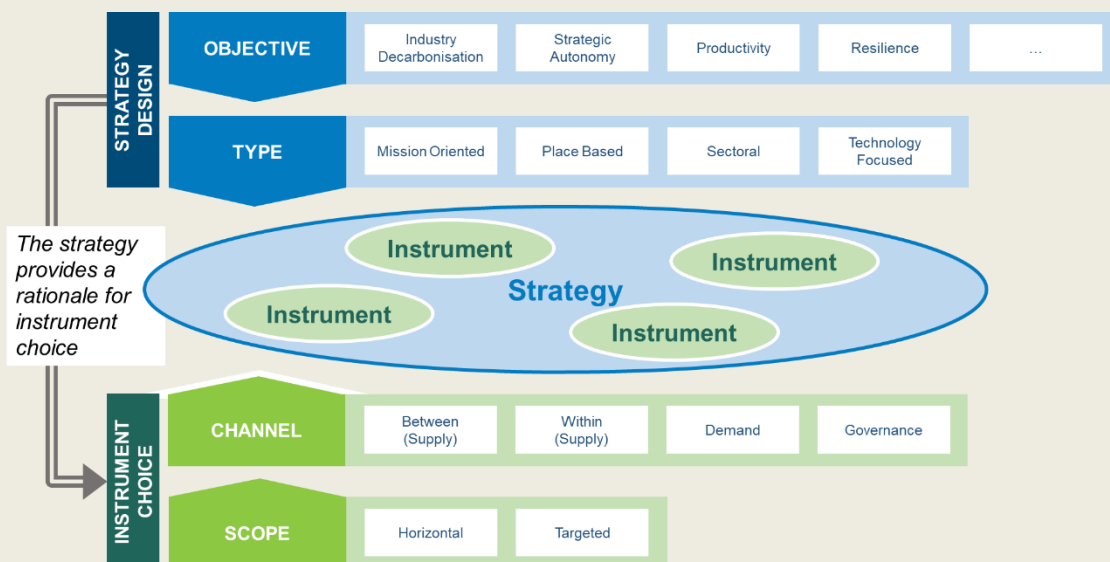 STRATEGY
DESIGN
OBJECTIVE
Industry
Decarbonisation
Strategic
Autonomy
Productivity
Resilience
...
TYPE
Mission Oriented
Place Based
Sectoral
Technology
Focused
The strategy
provides a
rationale for
instrument
choice
Instrument
Instrument
Strategy
Instrument
Instrument
INSTRUMENT
CHOICE
CHANNEL
Between
(Supply)
Within
(Supply)
Demand
Governance
SCOPE
Horizontal
Targeted